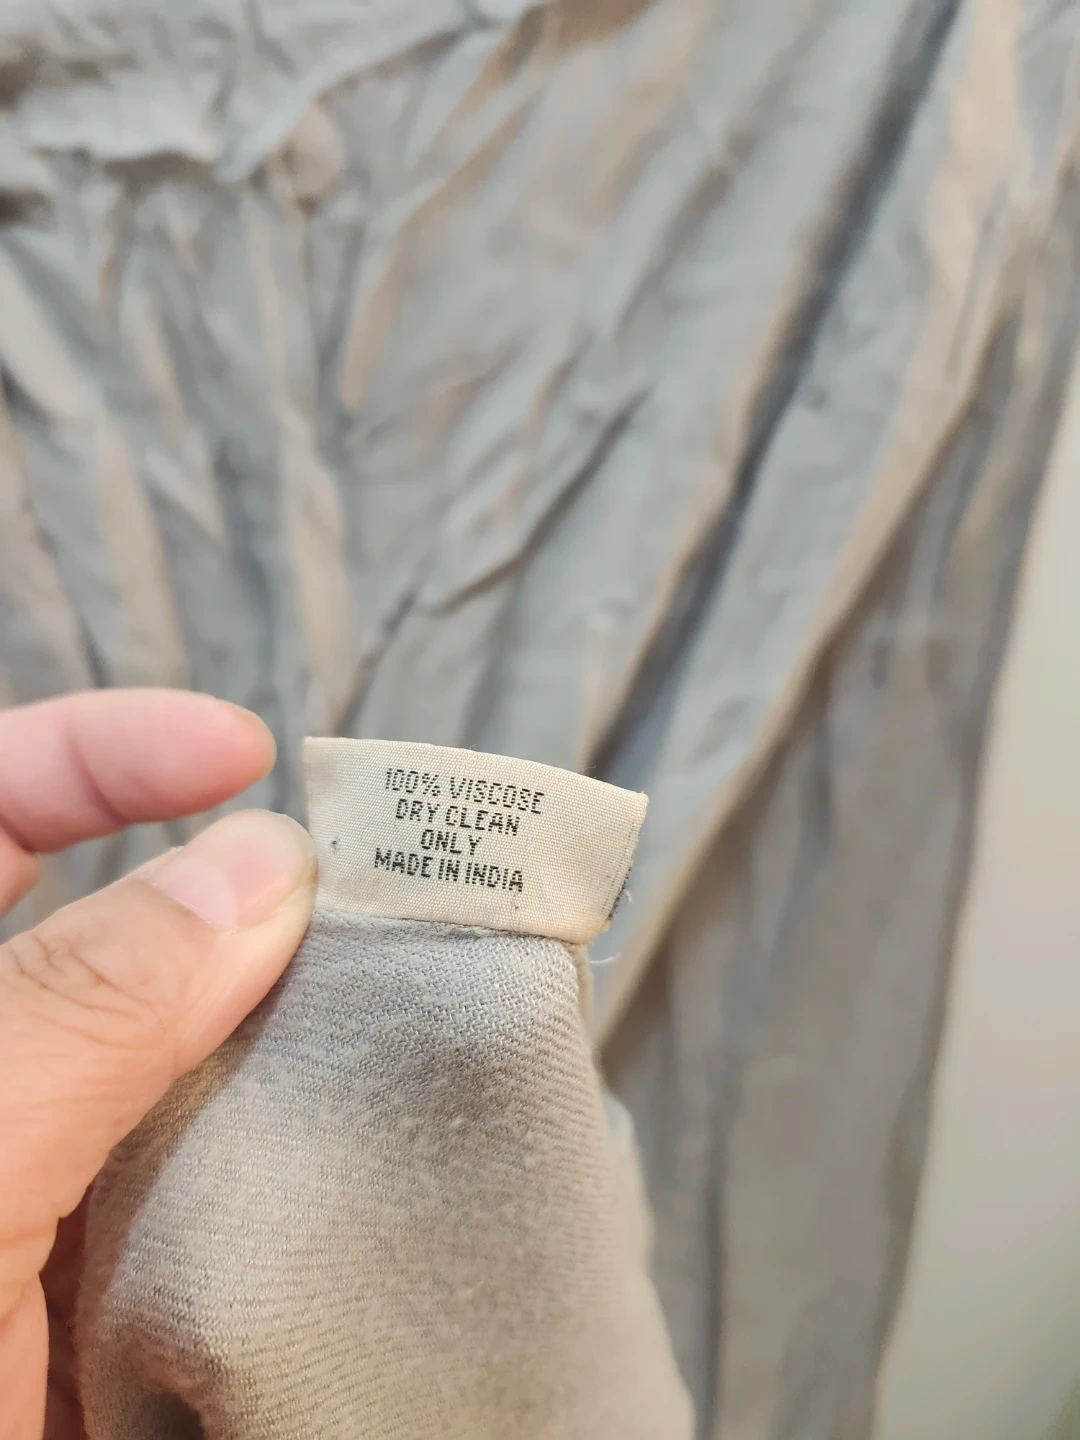 100% VISCOSE
DRY CLEAN
ONLY
MADE IN INDIA